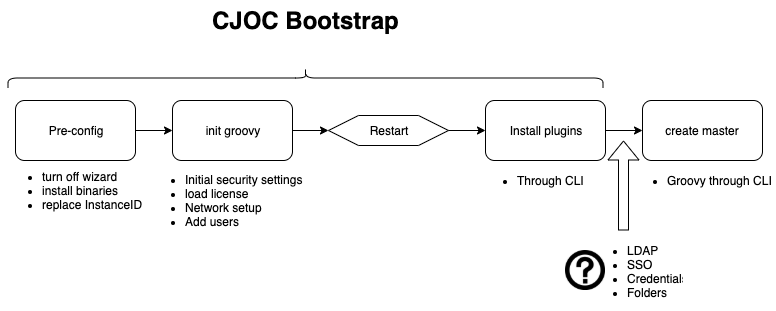 CJOC Bootstrap
Pre-config
init groovy
Restart
Install plugins
create master
• turn off wizard
• install binaries
• replace InstanceID
• Initial security settings
• load license
• Network setup
• Add users
• Through CLI
• Groovy through CLI
?
• LDAP
• SSO
• Credentials
• Folders